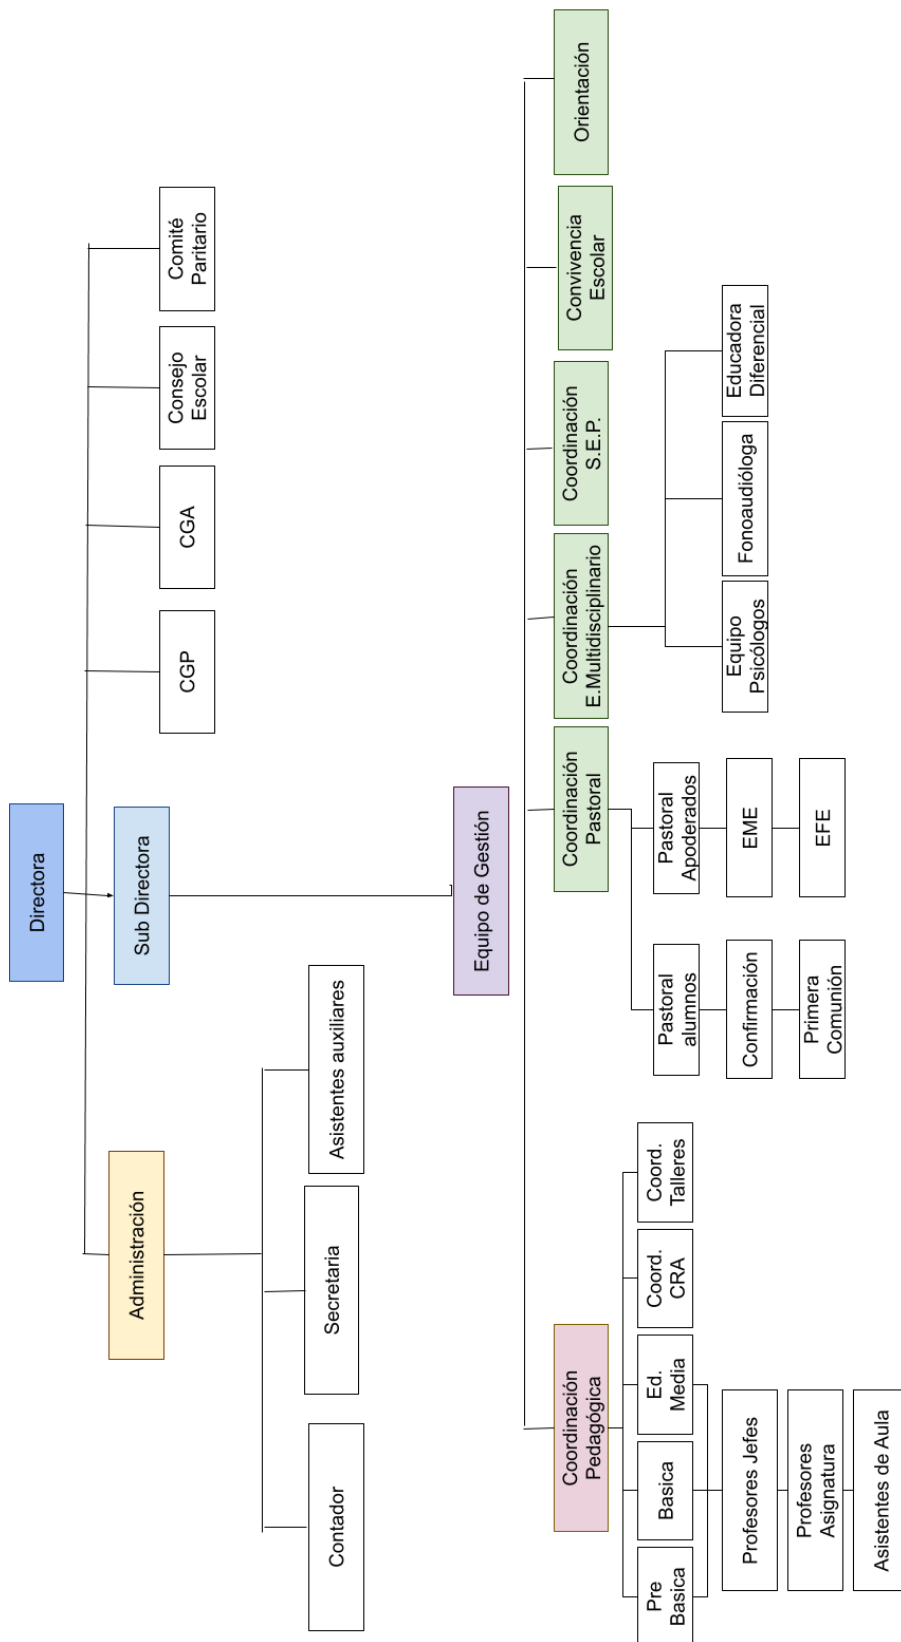 Directora
Sub Directora
Administración
CGP
CGA
Consejo
Escolar
Comité
Paritario
Contador
Secretaria
Asistentes auxiliares
Equipo de Gestión
Coordinación
Pedagógica
Coordinación
Pastoral
Coordinación
E.Multidisciplinario
Coordinación
S.E.P.
Convivencia
Escolar
Orientación
Pre
Basica
Basica
Ed.
Media
Coord.
CRA
Coord.
Talleres
Profesores Jefes
Profesores
Asignatura
Asistentes de Aula
Pastoral
alumnos
Confirmación
Primera
Comunión
Pastoral
Apoderados
EME
EFE
Equipo
Psicólogos
Fonoaudióloga
Educadora
Diferencial